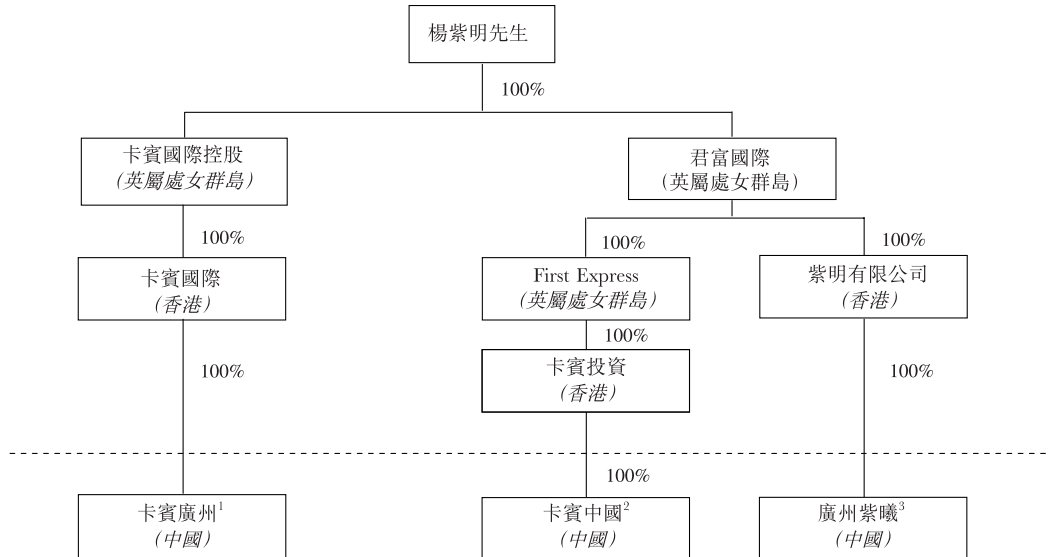 楊紫明先生
100%
卡賓國際控股
(英屬處女群島)
君富國際
(英屬處女群島)
100%
100%
100%
卡賓國際
(香港)
First Express
(英屬處女群島)
紫明有限公司
(香港)
100%
卡賓投資
(香港)
100%
100%
100%
卡賓廣州1
(中國)
卡賓中國2
(中國)
廣州紫曦3
(中國)